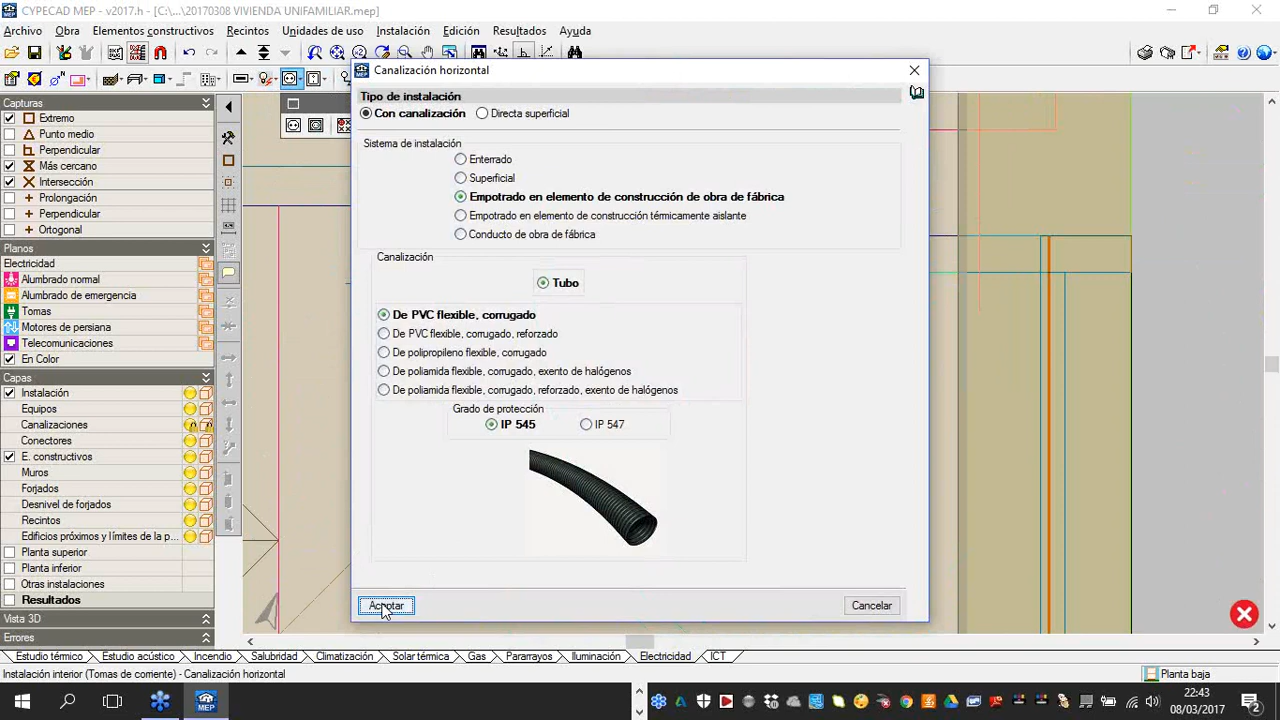 CYPECAD MEP - v2017.h - [C:\...\20170308 VIVIENDA UNIFAMILIAR.mep]
Archivo Obra Elementos constructivos Recintos Unidades de uso Instalación Edición Resultados Ayuda
Canalización horizontal
Tipo de instalación
Con canalización Directa superficial
Sistema de instalación
Enterrado
Superficial
Empotrado en elemento de construcción de obra de fábrica
Empotrado en elemento de construcción térmicamente aislante
Conducto de obra de fábrica
Canalización
Tubo
De PVC flexible, corrugado
De PVC flexible, corrugado, reforzado
De polipropileno flexible, corrugado
De poliamida flexible, corrugado, exento de halógenos
De poliamida flexible, corrugado, reforzado, exento de halógenos
Grado de protección
IP 545 IP 547
Aceptar Cancelar
Capturas
Extremo
Punto medio
Perpendicular
Más cercano
Intersección
Prolongación
Perpendicular
Ortogonal
Planos
Electricidad
Alumbrado normal
Alumbrado de emergencia
Tomas
Motores de persiana
Telecomunicaciones
En Color
Capas
Instalación
Equipos
Canalizaciones
Conectores
E. constructivos
Muros
Forjados
Desnivel de forjados
Recintos
Edificios próximos y límites de la p...
Planta superior
Planta inferior
Otras instalaciones
Resultados
Vista 3D
Errores
Estudio térmico Estudio acústico Incendio Salubridad Climatización Solar térmica Gas Pararrayos Iluminación Electricidad ICT
Instalación interior (Tomas de corriente) - Canalización horizontal Planta baja
MEP
22:43
08/03/2017
2